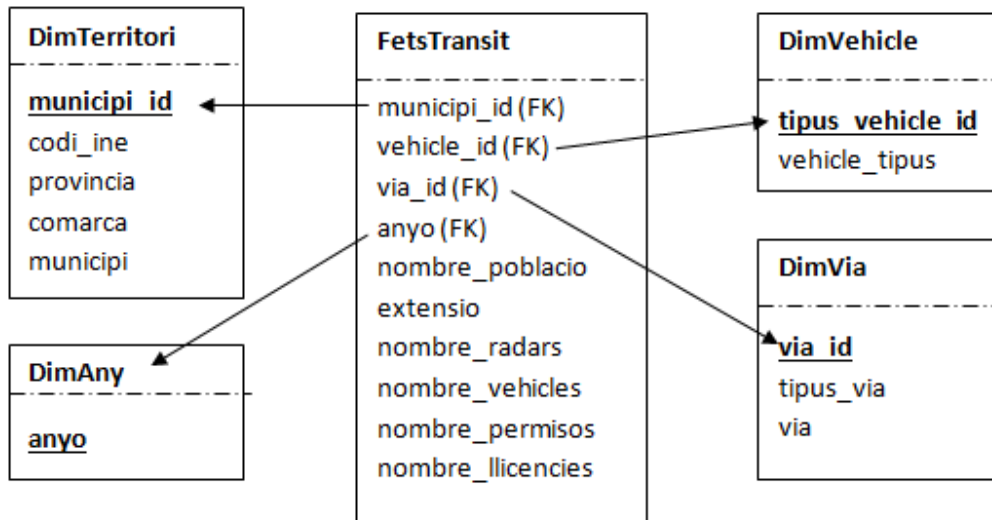 DimTerritori
municipi_id
codi_ine
provincia
comarca
municipi
DimAny
anyo
FetsTransit
municipi_id (FK)
vehicle_id (FK)
via_id (FK)
anyo (FK)
nombre_poblacio
extensio
nombre_radars
nombre_vehicles
nombre_permisos
nombre_llicencies
DimVehicle
tipus_vehicle_id
vehicle_tipus
DimVia
via_id
tipus_via
via